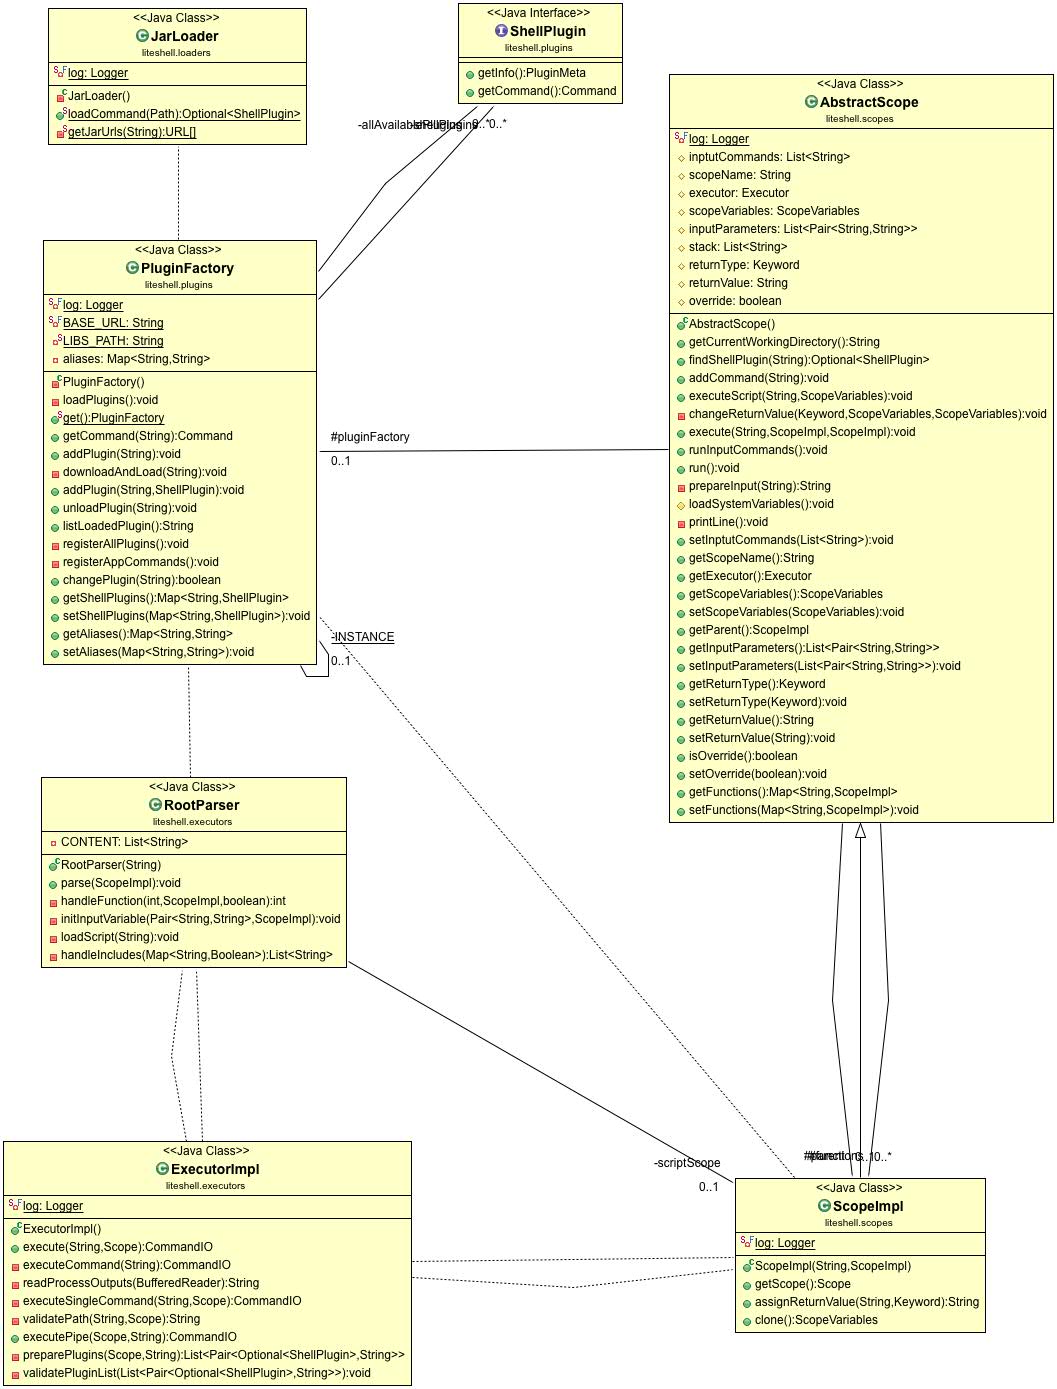 <<Java Class>>
JarLoader
liteshell.loaders
log: Logger
JarLoader()
loadCommand(Path):Optional<ShellPlugin>
getJarUrls(String):URL[]
<<Java Interface>>
ShellPlugin
liteshell.plugins
getInfo():PluginMeta
getCommand():Command
0..*
0..*
<<Java Class>>
AbstractScope
liteshell.scopes
log: Logger
inptutCommands: List<String>
scopeName: String
executor: Executor
scopeVariables: ScopeVariables
inputParameters: List<Pair<String,String>>
stack: List<String>
returnType: Keyword
returnValue: String
override: boolean
AbstractScope()
getCurrentWorkingDirectory():String
findShellPlugin(String):Optional<ShellPlugin>
addCommand(String):void
executeScript(String,ScopeVariables):void
changeReturnValue(Keyword,ScopeVariables,ScopeVariables):void
execute(String,ScopeImpl,ScopeImpl):void
runInputCommands():void
run():void
prepareInput(String):String
loadSystemVariables():void
printLine():void
setInptutCommands(List<String>):void
getScopeName():String
getExecutor():Executor
getScopeVariables():ScopeVariables
setScopeVariables(ScopeVariables):void
getParent():ScopeImpl
getInputParameters():List<Pair<String,String>>
setInputParameters(List<Pair<String,String>>):void
getReturnType():Keyword
setReturnType(Keyword):void
getReturnValue():String
setReturnValue(String):void
isOverride():boolean
setOverride(boolean):void
getFunctions():Map<String,ScopeImpl>
setFunctions(Map<String,ScopeImpl>):void
<<Java Class>>
PluginFactory
liteshell.plugins
log: Logger
BASE_URL: String
LIBS_PATH: String
aliases: Map<String,String>
PluginFactory()
loadPlugins():void
get():PluginFactory
getCommand(String):Command
addPlugin(String):void
downloadAndLoad(String):void
addPlugin(String,ShellPlugin):void
unloadPlugin(String):void
listLoadedPlugin():String
registerAllPlugins():void
registerAppCommands():void
changePlugin(String):boolean
getShellPlugins():Map<String,ShellPlugin>
setShellPlugins(Map<String,ShellPlugin>):void
getAliases():Map<String,String>
setAliases(Map<String,String>):void
#pluginFactory
0..1
-INSTANCE
0..1
<<Java Class>>
RootParser
liteshell.executors
CONTENT: List<String>
RootParser(String)
parse(ScopeImpl):void
handleFunction(int,ScopeImpl,boolean):int
initInputVariable(Pair<String,String>,ScopeImpl):void
loadScript(String):void
handleIncludes(Map<String,Boolean>):List<String>
-scriptScope
0..1
<<Java Class>>
ExecutorImpl
liteshell.executors
log: Logger
ExecutorImpl()
execute(String,Scope):CommandIO
executeCommand(String):CommandIO
readProcessOutputs(BufferedReader):String
executeSingleCommand(String,Scope):CommandIO
validatePath(String,Scope):String
executePipe(Scope,String):CommandIO
preparePlugins(Scope,String):List<Pair<Optional<ShellPlugin>,String>>
validatePluginList(List<Pair<Optional<ShellPlugin>,String>>):void
<<Java Class>>
ScopeImpl
liteshell.scopes
log: Logger
ScopeImpl(String,ScopeImpl)
getScope():Scope
assignReturnValue(String,Keyword):String
clone():ScopeVariables